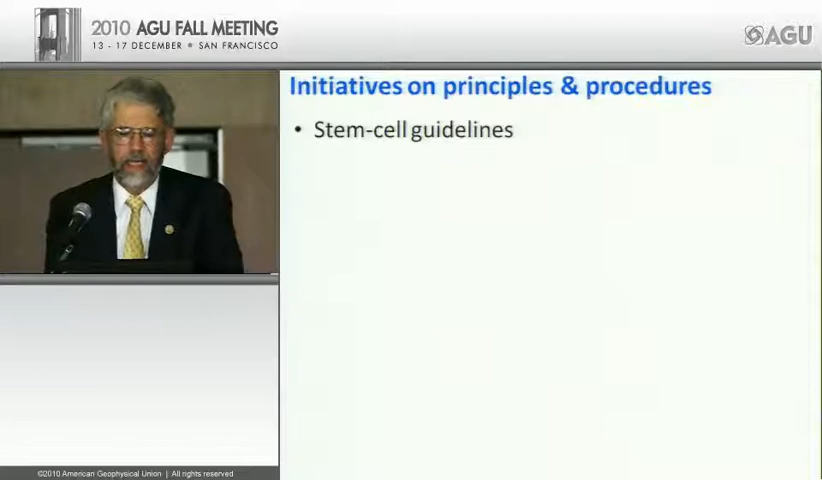 2010 AGU FALL MEETING
13 - 17 DECEMBER • SAN FRANCISCO
AGU
Initiatives on principles & procedures
• Stem-cell guidelines
©2010 American Geophysical Union | All rights reserved